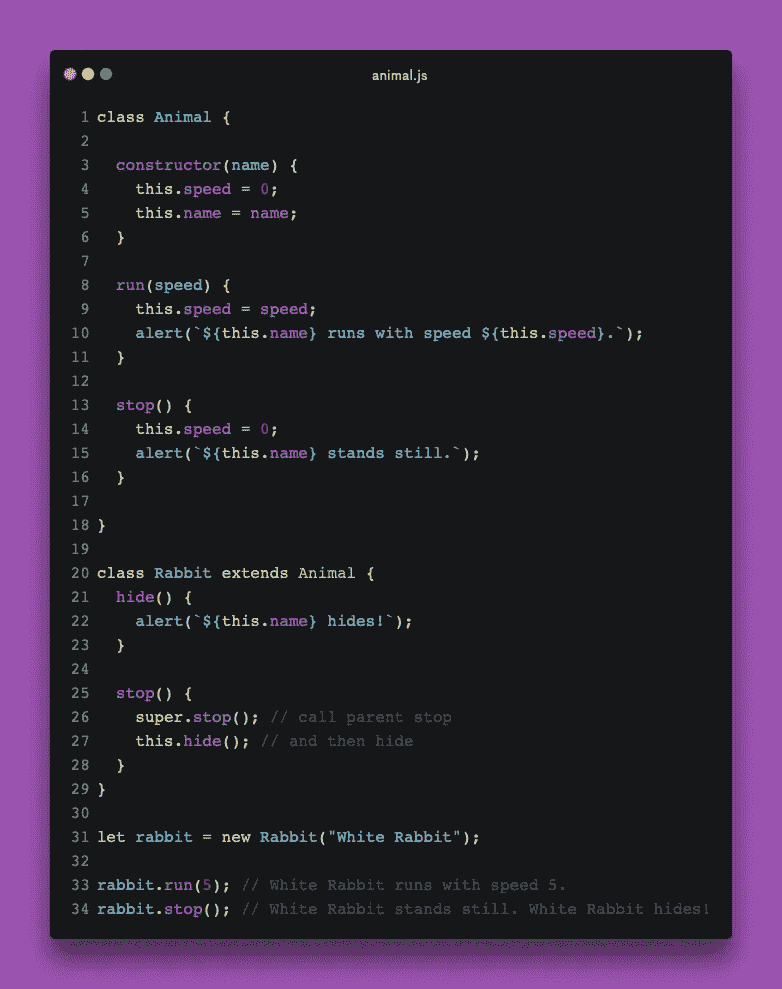 animal.js
1 class Animal {
2
3   constructor(name) {
4     this.speed = 0;
5     this.name = name;
6   }
7
8   run(speed) {
9     this.speed = speed;
10     alert(`${this.name} runs with speed ${this.speed}.`);
11   }
12
13   stop() {
14     this.speed = 0;
15     alert(`${this.name} stands still.`);
16   }
17
18 }
19
20 class Rabbit extends Animal {
21   hide() {
22     alert(`${this.name} hides!`);
23   }
24
25   stop() {
26     super.stop(); // call parent stop
27     this.hide(); // and then hide
28   }
29 }
30
31 let rabbit = new Rabbit("White Rabbit");
32
33 rabbit.run(5); // White Rabbit runs with speed 5.
34 rabbit.stop(); // White Rabbit stands still. White Rabbit hides!